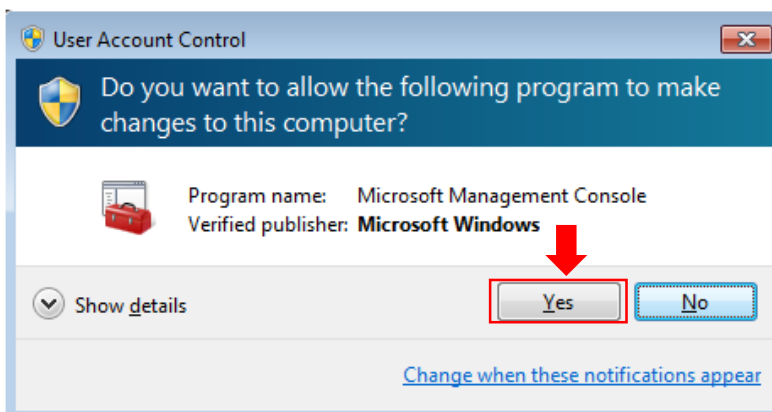 User Account Control
Do you want to allow the following program to make
changes to this computer?
Program name: Microsoft Management Console
Verified publisher: Microsoft Windows
Show details
Yes
No
Change when these notifications appear